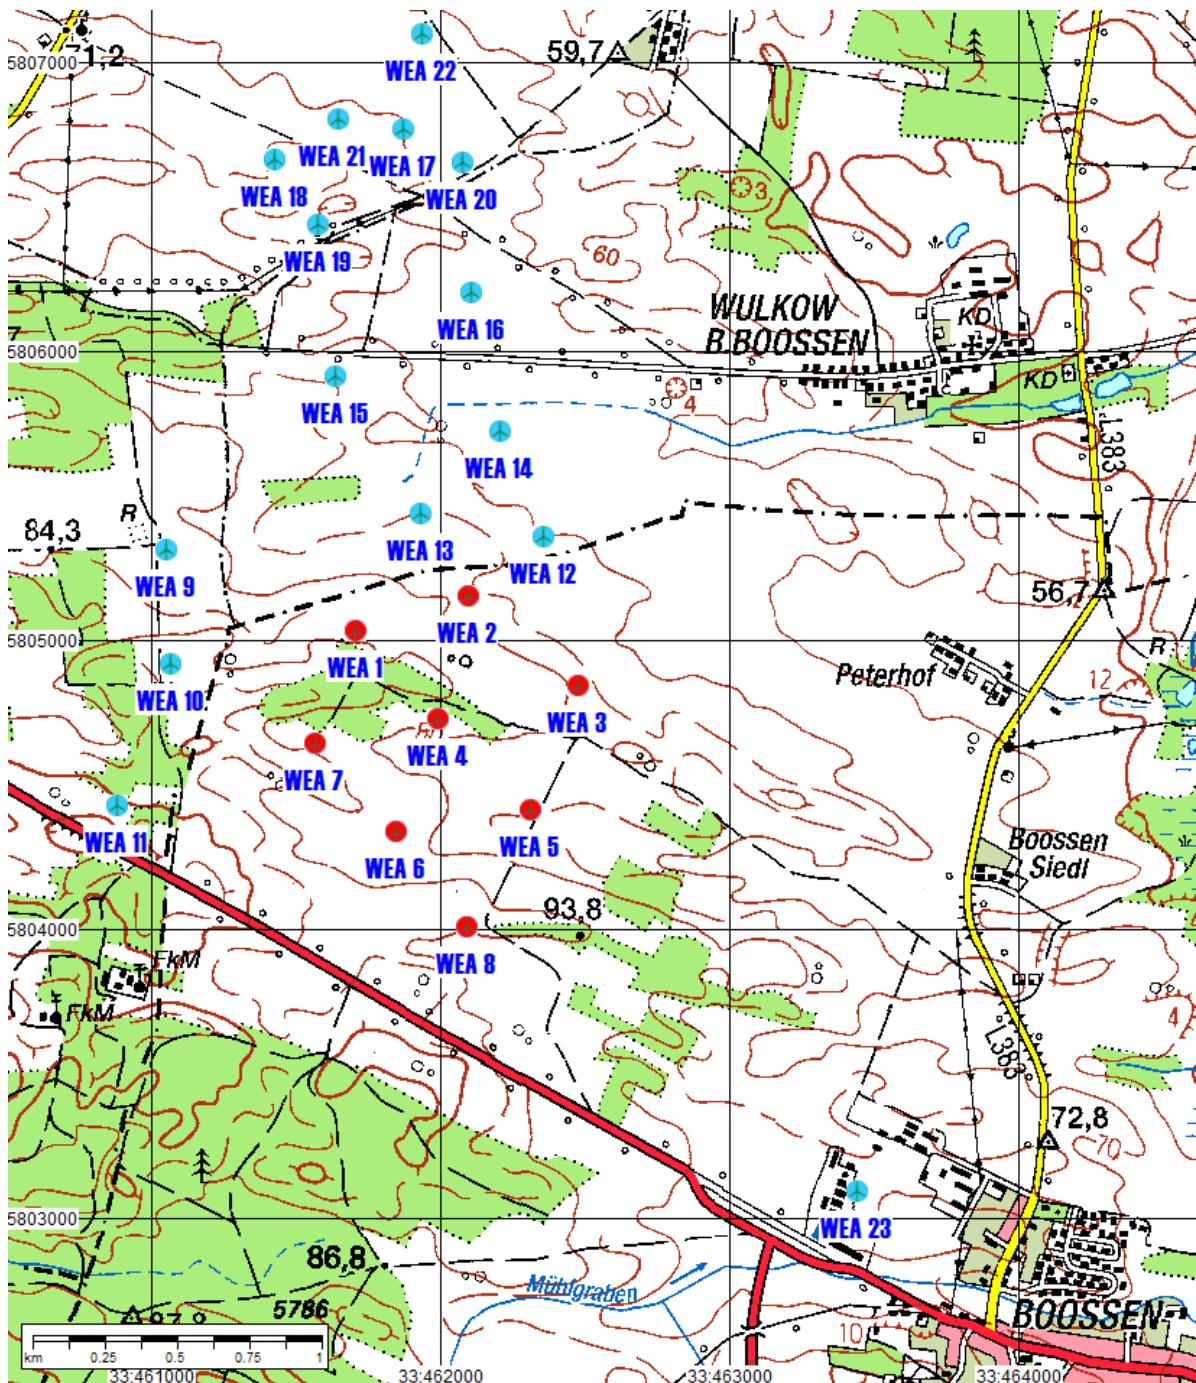 71,2
59,7
5807000
WEA 22
WEA 21
WEA 17
WEA 18
WEA 20
3
WEA 19
60
WEA 16
WULKOW
B.BOOSSEN
KD
7
5806000
KD
WEA 15
4
L383
WEA 14
R
84,3
WEA 13
WEA 9
WEA 12
56,7
WEA 2
5805000
R
WEA 1
Peterhof
WEA 10
12
WEA 3
WEA 4
WEA 7
WEA 11
Boossen
Siedl
WEA 5
WEA 6
93,8
5804000
FkM
WEA 8
FkM
4
L383
72,8
70
5803000
WEA 23
86,8
Mühlgraben
5786
BOOSSEN
10
km 0.25 0.5 0.75 1
33:461000 33:462000 33:463000 33:464000